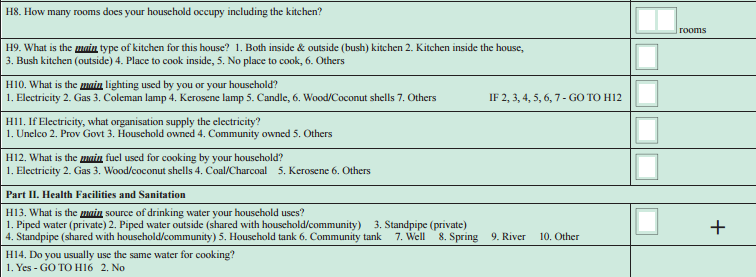 H8. How many rooms does your household occupy including the kitchen?
rooms
H9. What is the main type of kitchen for this house? 1. Both inside & outside (bush) kitchen 2. Kitchen inside the house,
3. Bush kitchen (outside) 4. Place to cook inside, 5. No place to cook, 6. Others
H10. What is the main lighting used by you or your household?
1. Electricity 2. Gas 3. Coleman lamp 4. Kerosene lamp 5. Candle, 6. Wood/Coconut shells 7. Others IF 2, 3, 4, 5, 6, 7 - GO TO H12
H11. If Electricity, what organisation supply the electricity?
1. Unelco 2. Prov Govt 3. Household owned 4. Community owned 5. Others
H12. What is the main fuel used for cooking by your household?
1. Electricity 2. Gas 3. Wood/coconut shells 4. Coal/Charcoal 5. Kerosene 6. Others
Part II. Health Facilities and Sanitation
H13. What is the main source of drinking water your household uses?
1. Piped water (private) 2. Piped water outside (shared with household/community) 3. Standpipe (private)
4. Standpipe (shared with household/community) 5. Household tank 6. Community tank 7. Well 8. Spring 9. River 10. Other
+
H14. Do you usually use the same water for cooking?
1. Yes - GO TO H16 2. No